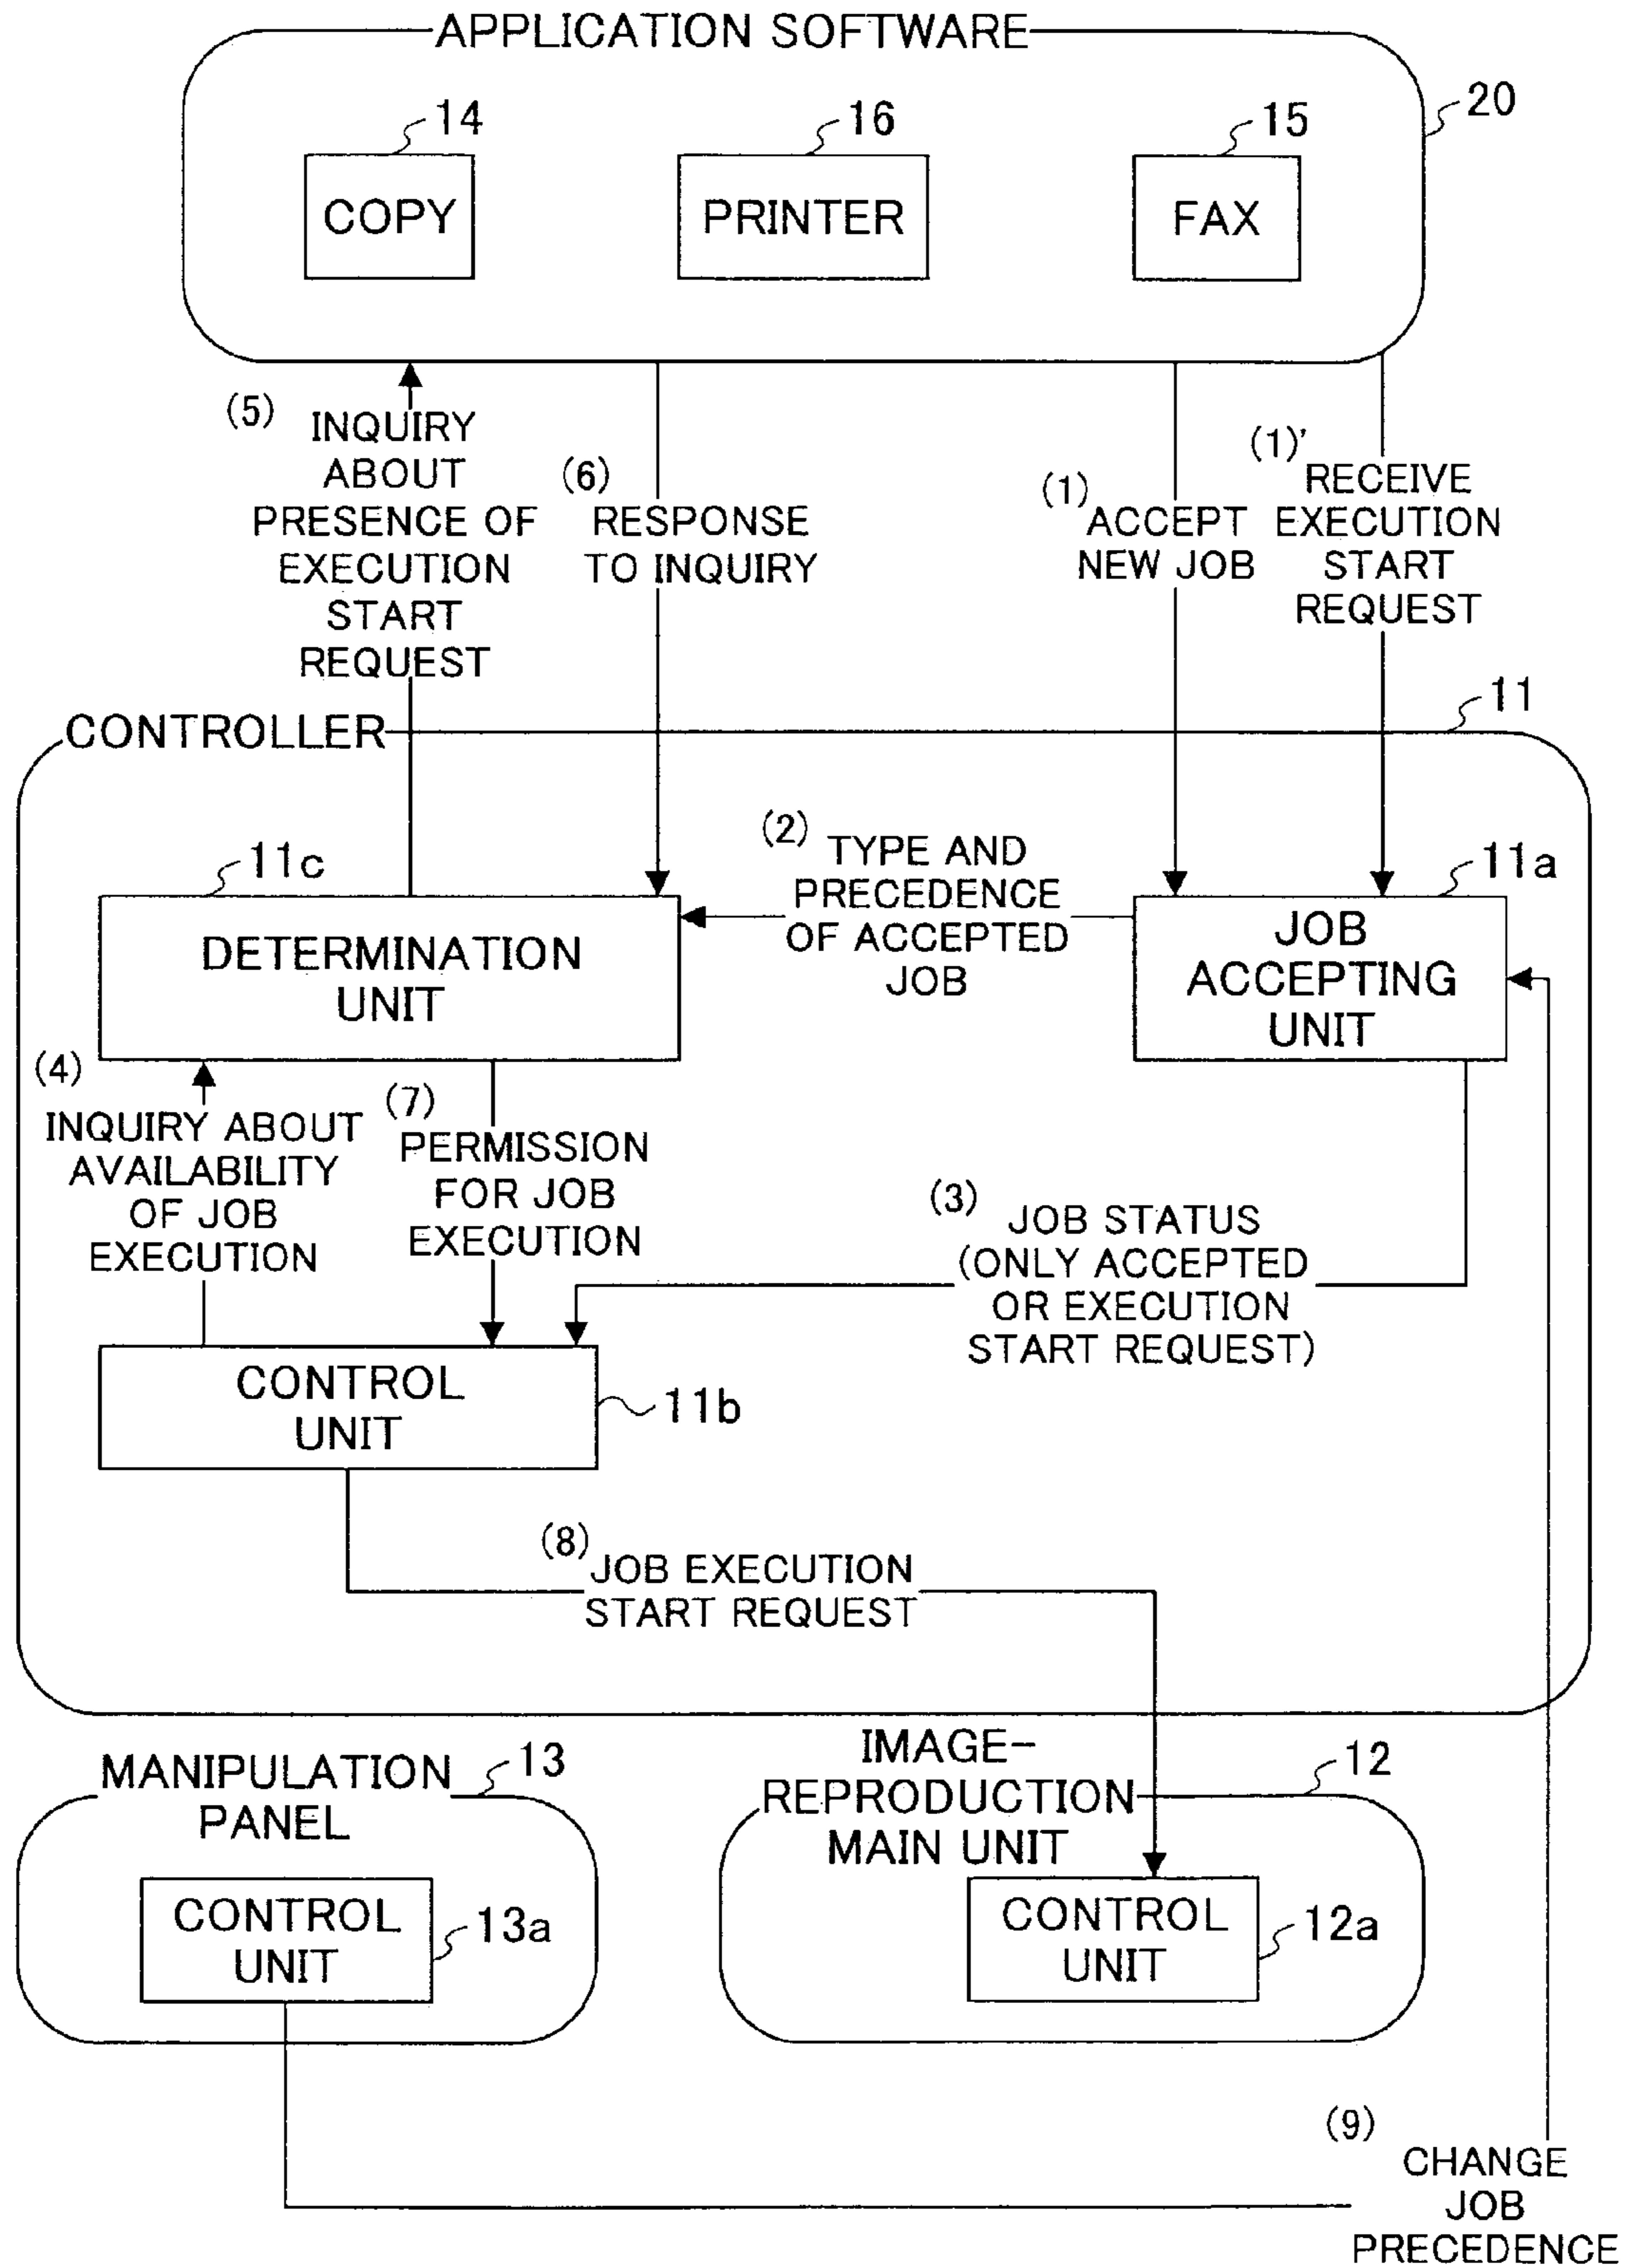 APPLICATION SOFTWARE
20
14
16
15
COPY
PRINTER
FAX
(5)
INQUIRY
ABOUT
PRESENCE OF
EXECUTION
START
REQUEST
(6)
RESPONSE
TO INQUIRY
(1)
ACCEPT
NEW JOB
(1)'
RECEIVE
EXECUTION
START
REQUEST
11
CONTROLLER
11c
DETERMINATION
UNIT
(2)
TYPE AND
PRECEDENCE
OF ACCEPTED
JOB
11a
JOB
ACCEPTING
UNIT
(4)
INQUIRY ABOUT
AVAILABILITY
OF JOB
EXECUTION
(7)
PERMISSION
FOR JOB
EXECUTION
(3)
JOB STATUS
(ONLY ACCEPTED
OR EXECUTION
START REQUEST)
CONTROL
UNIT
11b
(8)
JOB EXECUTION
START REQUEST
MANIPULATION
PANEL
13
CONTROL
UNIT
13a
IMAGE-
REPRODUCTION
MAIN UNIT
12
CONTROL
UNIT
12a
(9)
CHANGE
JOB
PRECEDENCE